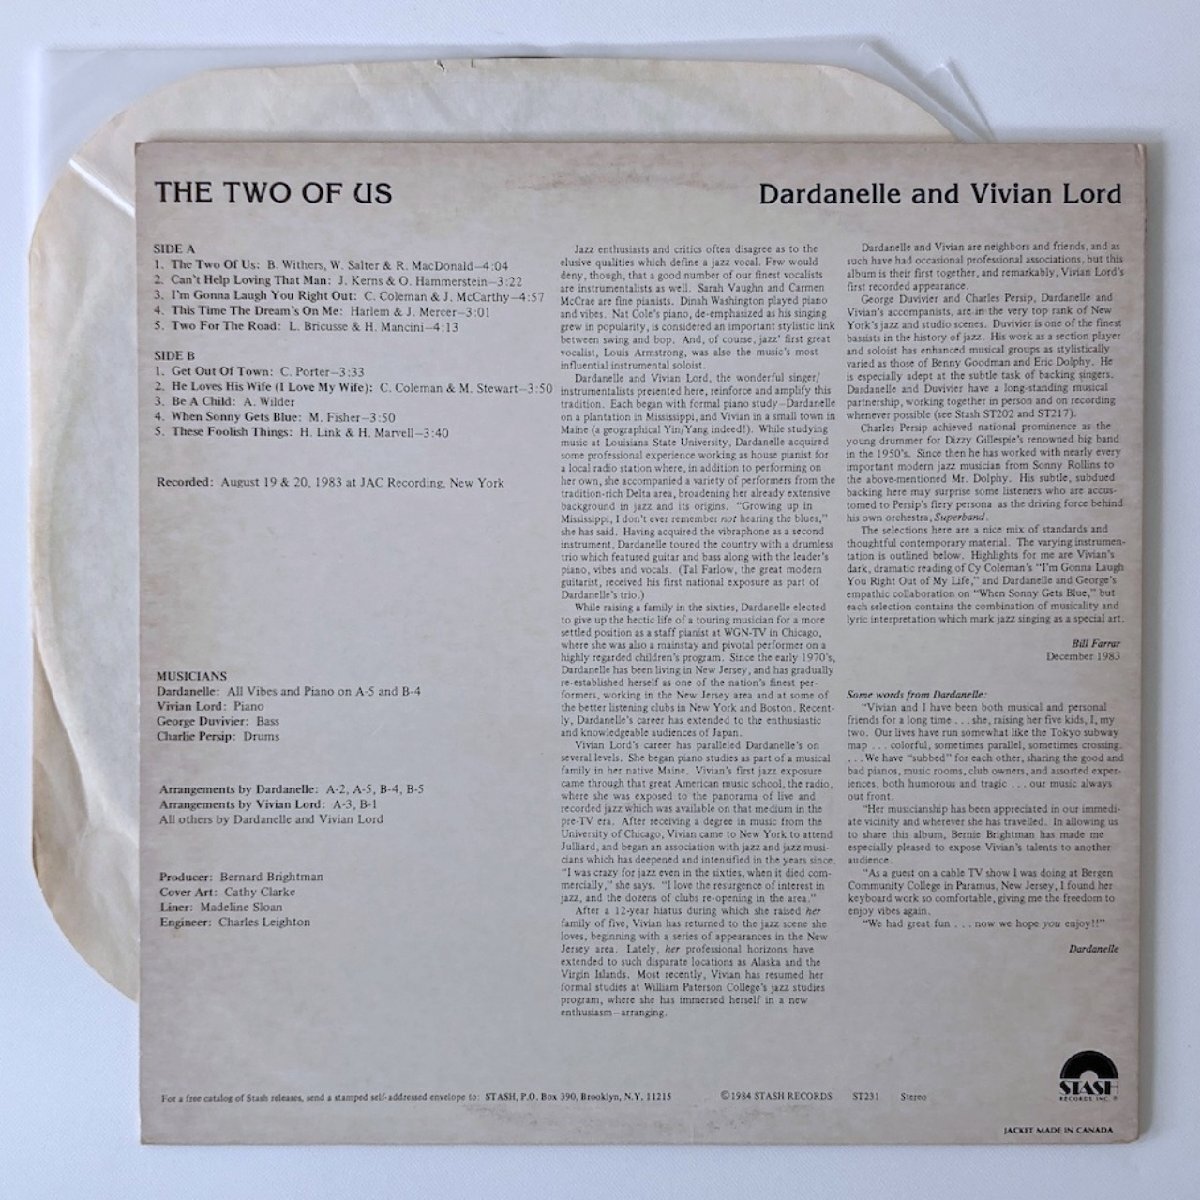 THE TWO OF US
Dardanelle and Vivian Lord
SIDE A
1. The Two Of Us: B. Withers, W. Salter & R. MacDonald—4:04
2. Can't Help Loving That Man: J. Kerns & O. Hammerstein—3:22
3. I'm Gonna Laugh You Right Out: C. Coleman & J. McCarthy—4:57
4. This Time The Dream's On Me: Harlem & J. Mercer—3:01
5. Two For The Road: L. Bricusse & H. Mancini—4:13
SIDE B
1. Get Out Of Town: C. Porter—3:33
2. He Loves His Wife (I Love My Wife): C. Coleman & M. Stewart—3:50
3. Be A Child: A. Wilder
4. When Sonny Gets Blue: M. Fisher—3:50
5. These Foolish Things: H. Link & H. Marvell—3:40
Recorded: August 19 & 20, 1983 at JAC Recording, New York
MUSICIANS
Dardanelle: All Vibes and Piano on A-5 and B-4
Vivian Lord: Piano
George Duvivier: Bass
Charlie Persip: Drums
Arrangements by Dardanelle: A-2, A-5, B-4, B-5
Arrangements by Vivian Lord: A-3, B-1
All others by Dardanelle and Vivian Lord
Producer: Bernard Brightman
Cover Art: Cathy Clarke
Liner: Madeline Sloan
Engineer: Charles Leighton
Jazz enthusiasts and critics often disagree as to the
elusive qualities which define a jazz vocal. Few would
deny, though, that a good number of our finest vocalists
are instrumentalists as well. Sarah Vaughn and Carmen
McCrae are fine pianists. Dinah Washington played piano
and vibes. Nat Cole's piano, de-emphasized as his singing
grew in popularity, is considered an important stylistic link
between swing and bop. And, of course, jazz' first great
vocalist, Louis Armstrong, was also the music's most
influential instrumental soloist.
Dardanelle and Vivian Lord, the wonderful singer/
instrumentalists presented here, reinforce and amplify this
tradition. Each began with formal piano study—Dardanelle
on a plantation in Mississippi, and Vivian in a small town in
Maine (a geographical Yin/Yang indeed!). While studying
music at Louisiana State University, Dardanelle acquired
some professional experience working as house pianist for
a local radio station where, in addition to performing on
her own, she accompanied a variety of performers from the
tradition-rich Delta area, broadening her already extensive
background in jazz and its origins. "Growing up in
Mississippi, I don't ever remember not hearing the blues,"
she has said. Having acquired the vibraphone as a second
instrument, Dardanelle toured the country with a drumless
trio which featured guitar and bass along with the leader's
piano, vibes and vocals. (Tal Farlow, the great modern
guitarist, received his first national exposure as part of
Dardanelle's trio.)
While raising a family in the sixties, Dardanelle elected
to give up the hectic life of a touring musician for a more
settled position as a staff pianist at WGN-TV in Chicago,
where she was also a mainstay and pivotal performer on a
highly regarded children's program. Since the early 1970's,
Dardanelle has been living in New Jersey, and has gradually
re-established herself as one of the nation's finest per-
formers, working in the New Jersey area and at some of
the better listening clubs in New York and Boston. Recent-
ly, Dardanelle's career has extended to the enthusiastic
and knowledgeable audiences of Japan.
Vivian Lord's career has paralleled Dardanelle's on
several levels. She began piano studies as part of a musical
family in her native Maine. Vivian's first jazz exposure
came through that great American music school, the radio,
where she was exposed to the panorama of live and
recorded jazz which was available on that medium in the
pre-TV era. After receiving a degree in music from the
University of Chicago, Vivian came to New York to attend
Julliard, and began an association with jazz and jazz musi-
cians which has deepened and intensified in the years since.
"I was crazy for jazz even in the sixties, when it died com-
mercially," she says. "I love the resurgence of interest in
jazz, and the dozens of clubs re-opening in the area."
After a 12-year hiatus during which she raised her
family of five, Vivian has returned to the jazz scene she
loves, beginning with a series of appearances in the New
Jersey area. Lately, her professional horizons have
extended to such disparate locations as Alaska and the
Virgin Islands. Most recently, Vivian has resumed her
formal studies at William Paterson College's jazz studies
program, where she has immersed herself in a new
enthusiasm—arranging.
Dardanelle and Vivian are neighbors and friends, and as
such have had occasional professional associations, but this
album is their first together, and remarkably, Vivian Lord's
first recorded appearance.
George Duvivier and Charles Persip, Dardanelle and
Vivian's accompanists, are in the very top rank of New
York's jazz and studio scenes. Duvivier is one of the finest
bassists in the history of jazz. His work as a section player
and soloist has enhanced musical groups as stylistically
varied as those of Benny Goodman and Eric Dolphy. He
is especially adept at the subtle task of backing singers.
Dardanelle and Duvivier have a long-standing musical
partnership, working together in person and on recording
whenever possible (see Stash ST202 and ST217).
Charles Persip achieved national prominence as the
young drummer for Dizzy Gillespie's renowned big band
in the 1950's. Since then he has worked with nearly every
important modern jazz musician from Sonny Rollins to
the above-mentioned Mr. Dolphy. His subtle, subdued
backing here may surprise some listeners who are accus-
tomed to Persip's fiery persona as the driving force behind
his own orchestra, Superband.
The selections here are a nice mix of standards and
thoughtful contemporary material. The varying instrumen-
tation is outlined below. Highlights for me are Vivian's
dark, dramatic reading of Cy Coleman's "I'm Gonna Laugh
You Right Out of My Life," and Dardanelle and George's
empathic collaboration on "When Sonny Gets Blue," but
each selection contains the combination of musicality and
lyric interpretation which mark jazz singing as a special art.
Bill Farrar
December 1983
Some words from Dardanelle:
"Vivian and I have been both musical and personal
friends for a long time . . . she, raising her five kids, I, my
two. Our lives have run somewhat like the Tokyo subway
map . . . colorful, sometimes parallel, sometimes crossing.
. . . We have "subbed" for each other, sharing the good and
bad pianos, music rooms, club owners, and assorted exper-
iences, both humorous and tragic . . . our music always
out front.
"Her musicianship has been appreciated in our immedi-
ate vicinity and wherever she has travelled. In allowing us
to share this album, Bernie Brightman has made me
especially pleased to expose Vivian's talents to another
audience.
"As a guest on a cable TV show I was doing at Bergen
Community College in Paramus, New Jersey, I found her
keyboard work so comfortable, giving me the freedom to
enjoy vibes again.
"We had great fun . . . now we hope you enjoy!!"
Dardanelle
For a free catalog of Stash releases, send a stamped self-addressed envelope to: STASH, P.O. Box 390, Brooklyn, N.Y. 11215
©1984 STASH RECORDS ST231 Stereo
STASH
RECORDS INC. ®
JACKET MADE IN CANADA